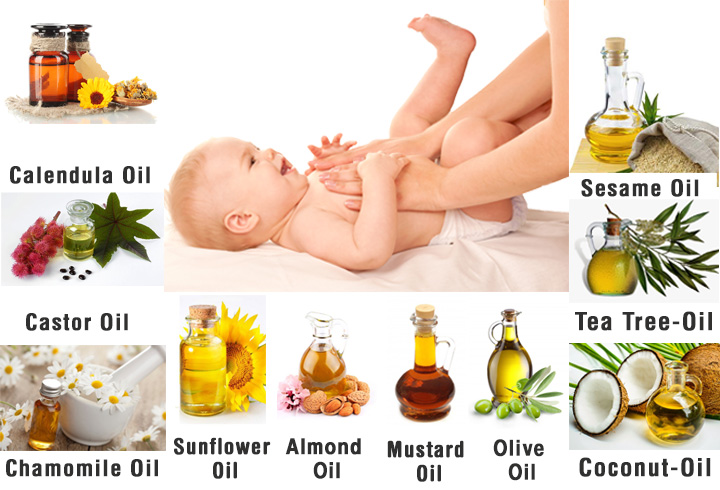 Calendula Oil
Sesame Oil
Castor Oil
Tea Tree-Oil
Chamomile Oil
Sunflower
Oil
Almond
Oil
Mustard
Oil
Olive
Oil
Coconut-Oil